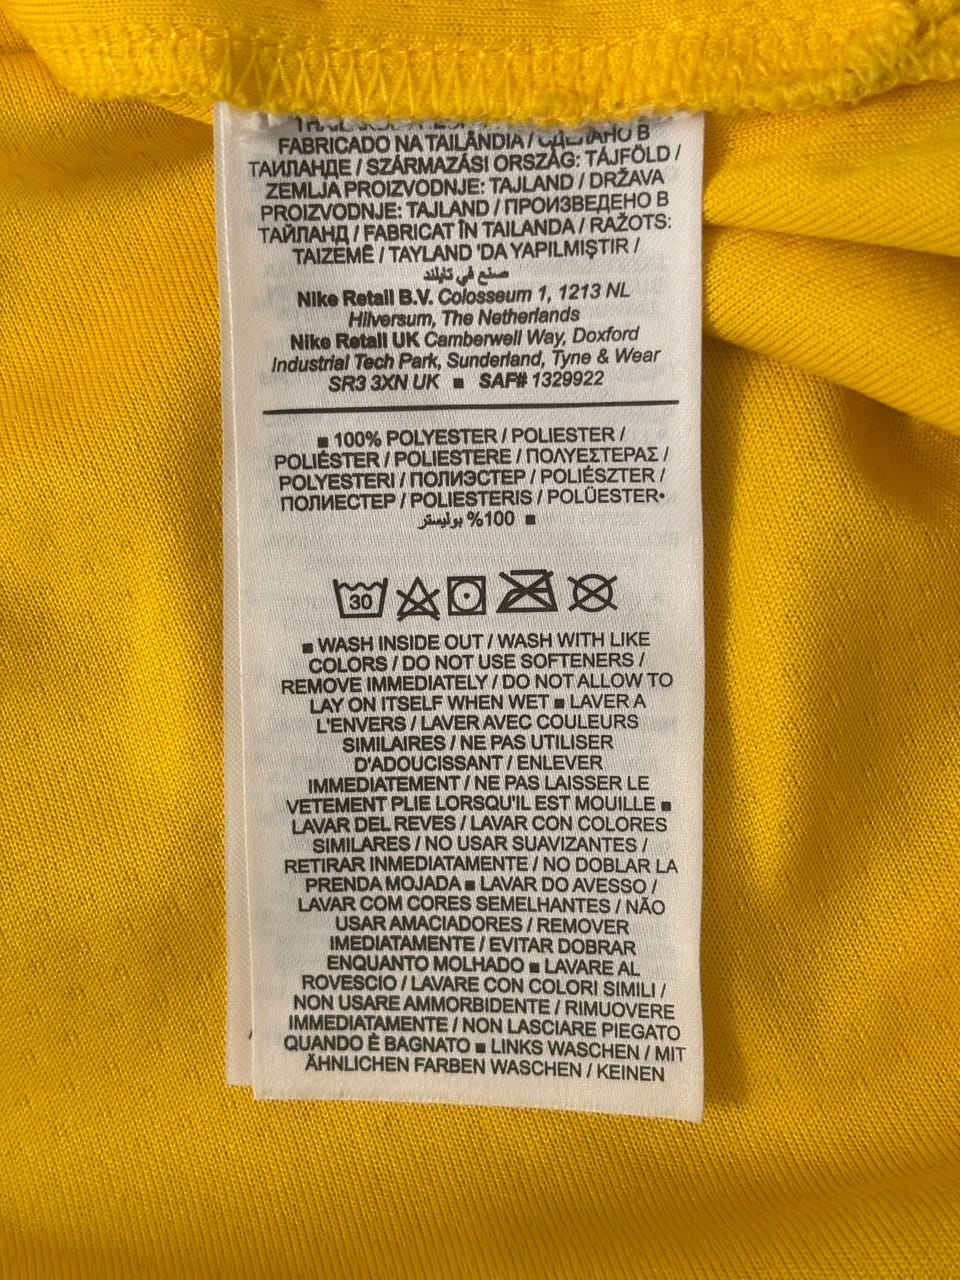 FABRICADO NA TAILÂNDIA / СДЕЛАНО В
ТАИЛАНДЕ / SZÁRMAZÁSI ORSZÁG: TÁJFÖLD /
ZEMLJA PROIZVODNJE: TAJLAND / DRŽAVA
PROIZVODNJE: TAJLAND / ПРОИЗВЕДЕНО В
ТАЙЛАНД / FABRICAT ÎN TAILANDA / RAŽOTS:
TAIZEMĒ / TAYLAND 'DA YAPILMIŞTIR /
صنع في تايلند
Nike Retail B.V. Colosseum 1, 1213 NL
Hilversum, The Netherlands
Nike Retail UK Camberwell Way, Doxford
Industrial Tech Park, Sunderland, Tyne & Wear
SR3 3XN UK ■ SAF# 1329922
■ 100% POLYESTER / POLIESTER /
POLIÉSTER / POLIESTERE / ΠΟΛΥΕΣΤΕΡΑΣ /
POLYESTERI / ПОЛИЭСТЕР / POLIÉSZTER /
ПОЛИЕСТЕР / POLIESTERIS / POLÜESTER•
■ 100% بوليستر
30
■ WASH INSIDE OUT / WASH WITH LIKE
COLORS / DO NOT USE SOFTENERS /
REMOVE IMMEDIATELY / DO NOT ALLOW TO
LAY ON ITSELF WHEN WET ■ LAVER A
L'ENVERS / LAVER AVEC COULEURS
SIMILAIRES / NE PAS UTILISER
D'ADOUCISSANT / ENLEVER
IMMEDIATEMENT / NE PAS LAISSER LE
VETEMENT PLIE LORSQU'IL EST MOUILLE ■
LAVAR DEL REVES / LAVAR CON COLORES
SIMILARES / NO USAR SUAVIZANTES /
RETIRAR INMEDIATAMENTE / NO DOBLAR LA
PRENDA MOJADA ■ LAVAR DO AVESSO /
LAVAR COM CORES SEMELHANTES / NÃO
USAR AMACIADORES / REMOVER
IMEDIATAMENTE / EVITAR DOBRAR
ENQUANTO MOLHADO ■ LAVARE AL
ROVESCIO / LAVARE CON COLORI SIMILI /
NON USARE AMMORBIDENTE / RIMUOVERE
IMMEDIATAMENTE / NON LASCIARE PIEGATO
QUANDO È BAGNATO ■ LINKS WASCHEN / MIT
ÄHNLICHEN FARBEN WASCHEN / KEINEN